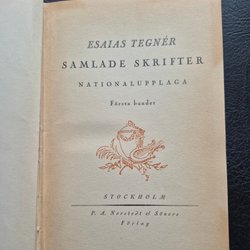 ESAIAS TEGNÉR
SAMLADE SKRIFTER
NATIONALUPPLAGA
Första bandet
STOCKHOLM
P. A. Norstedt & Söners
Förlag